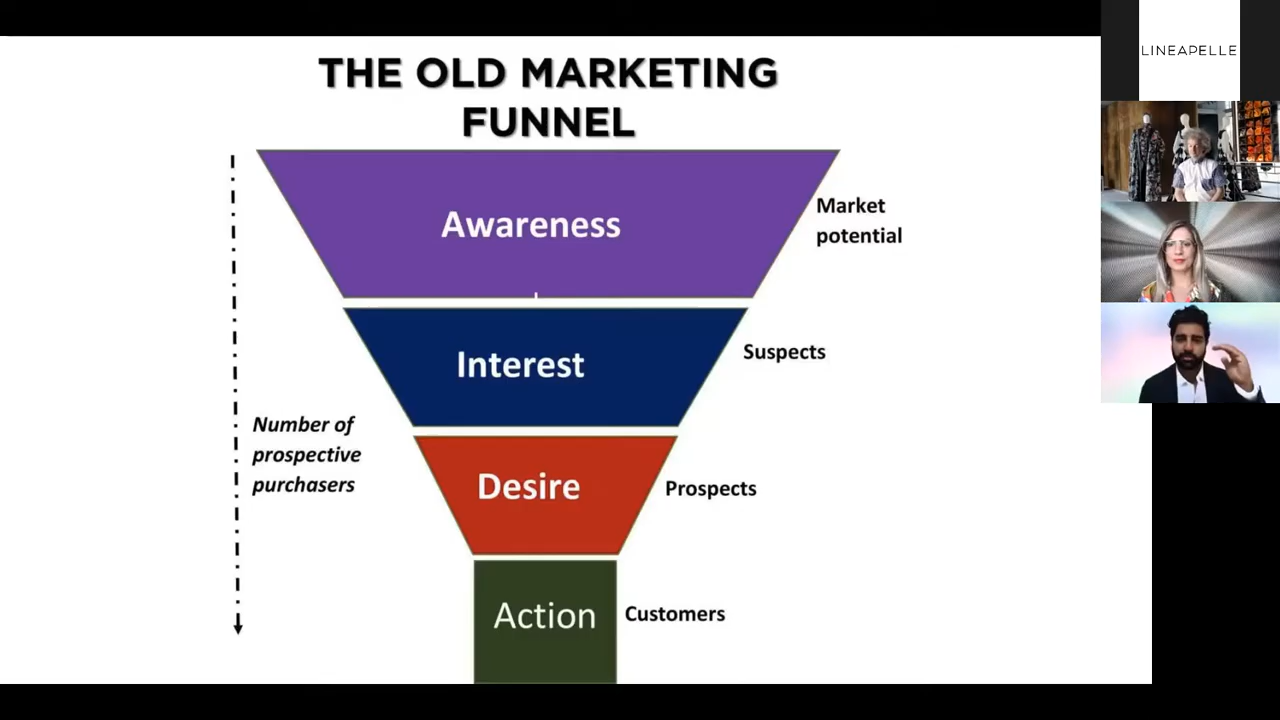 THE OLD MARKETING
FUNNEL
LINEAPELLE
Awareness
Market
potential
Interest
Suspects
Number of
prospective
purchasers
Desire
Prospects
Action
Customers